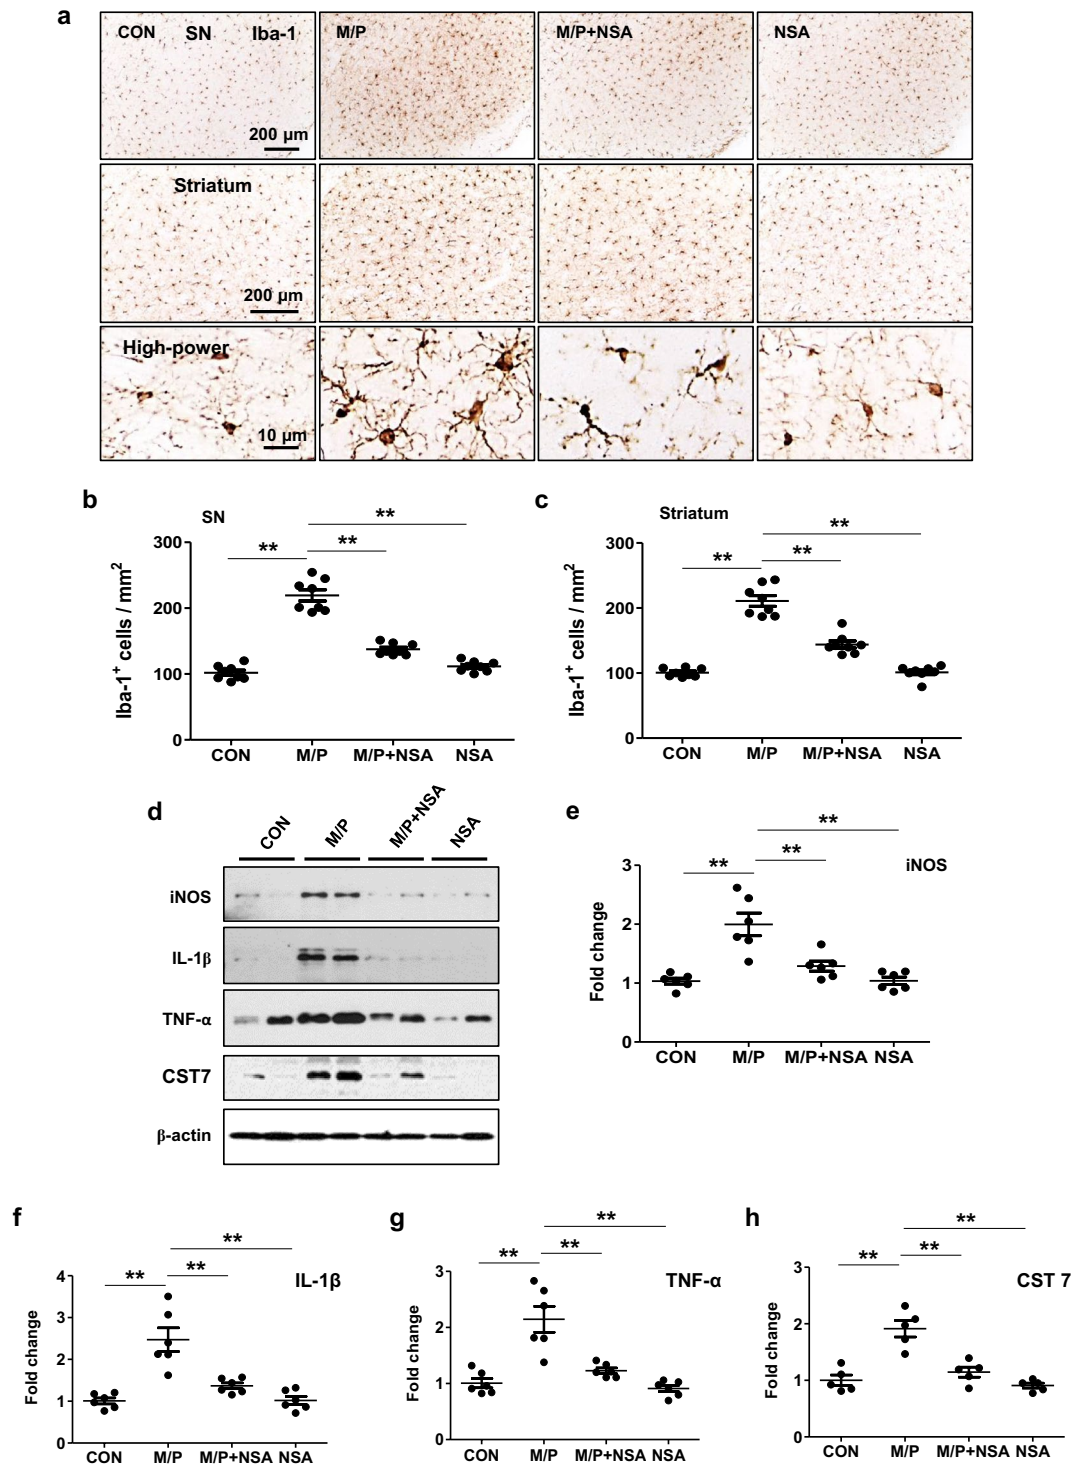 a
CON SN Iba-1 M/P M/P+NSA NSA
200 μm
Striatum
200 μm
High-power
10 μm
b
SN
** ** **
Iba-1+ cells / mm2
300
200
100
0
CON M/P M/P+NSA NSA
c
Striatum
** ** **
Iba-1+ cells / mm2
300
200
100
0
CON M/P M/P+NSA NSA
d
CON M/P M/P+NSA NSA
iNOS
IL-1β
TNF-α
CST7
β-actin
e
iNOS
** ** **
Fold change
3
2
1
0
CON M/P M/P+NSA NSA
f
IL-1β
** ** **
Fold change
4
3
2
1
0
CON M/P M/P+NSA NSA
g
TNF-α
** ** **
Fold change
3
2
1
0
CON M/P M/P+NSA NSA
h
CST 7
** ** **
Fold change
3
2
1
0
CON M/P M/P+NSA NSA